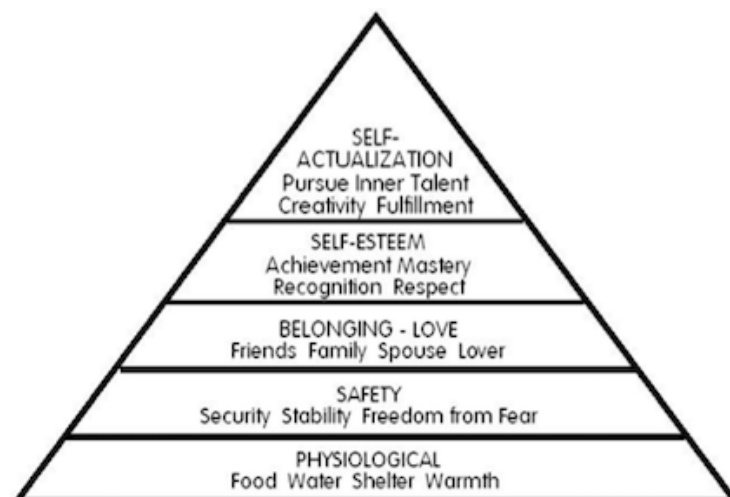 SELF-
ACTUALIZATION
Pursue Inner Talent
Creativity Fulfillment
SELF-ESTEEM
Achievement Mastery
Recognition Respect
BELONGING - LOVE
Friends Family Spouse Lover
SAFETY
Security Stability Freedom from Fear
PHYSIOLOGICAL
Food Water Shelter Warmth